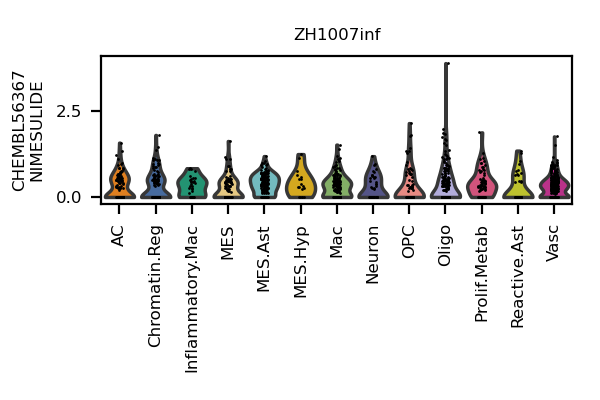 ZH1007inf
CHEMBL56367
NIMESULIDE
2.5
0.0
AC
Chromatin.Reg
Inflammatory.Mac
MES
MES.Ast
MES.Hyp
Mac
Neuron
OPC
Oligo
Prolif.Metab
Reactive.Ast
Vasc